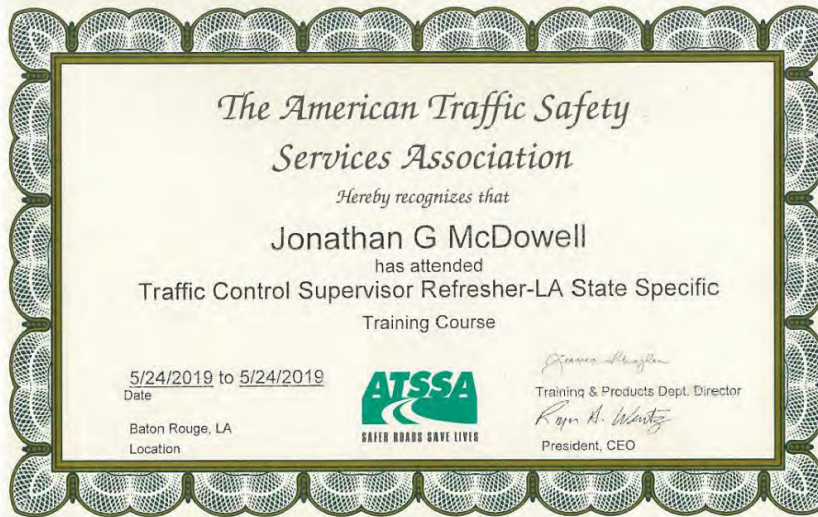 The American Traffic Safety
Services Association
Hereby recognizes that
Jonathan G McDowell
has attended
Traffic Control Supervisor Refresher-LA State Specific
Training Course
5/24/2019 to 5/24/2019
Date
Baton Rouge, LA
Location
ATSSA
SAFER ROADS SAVE LIVES
Training & Products Dept. Director
President, CEO